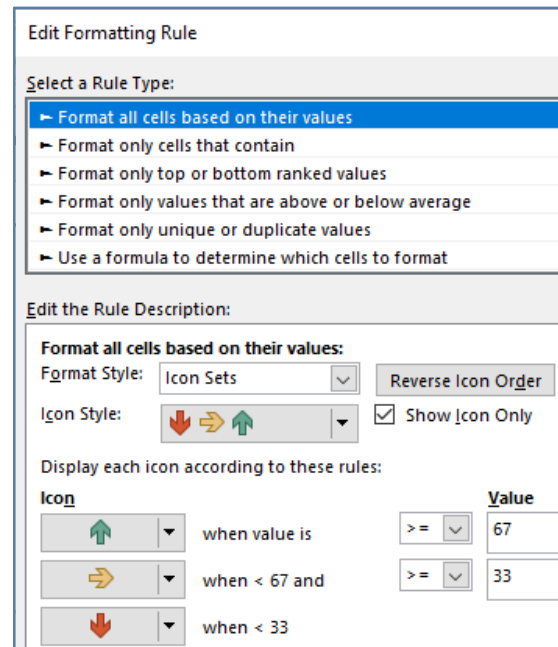 Edit Formatting Rule
Select a Rule Type:
► Format all cells based on their values
► Format only cells that contain
► Format only top or bottom ranked values
► Format only values that are above or below average
► Format only unique or duplicate values
► Use a formula to determine which cells to format
Edit the Rule Description:
Format all cells based on their values:
Format Style: Icon Sets Reverse Icon Order
Icon Style: Show Icon Only
Display each icon according to these rules:
Icon Value
when value is >= 67
when < 67 and >= 33
when < 33